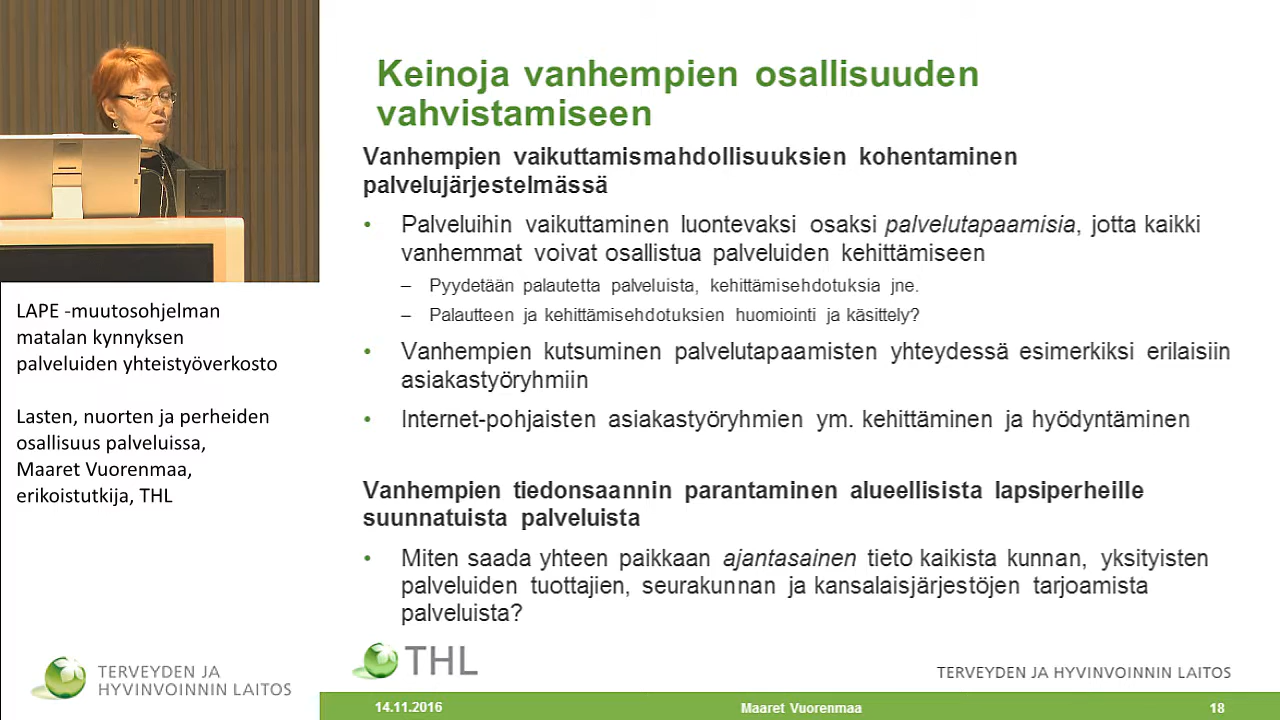 Keinoja vanhempien osallisuuden
vahvistamiseen
Vanhempien vaikuttamismahdollisuuksien kohentaminen
palvelujärjestelmässä
• Palveluihin vaikuttaminen luontevaksi osaksi palvelutapaamisia, jotta kaikki
vanhemmat voivat osallistua palveluiden kehittämiseen
– Pyydetään palautetta palveluista, kehittämisehdotuksia jne.
– Palautteen ja kehittämisehdotuksien huomiointi ja käsittely?
• Vanhempien kutsuminen palvelutapaamisten yhteydessä esimerkiksi erilaisiin
asiakastyöryhmiin
• Internet-pohjaisten asiakastyöryhmien ym. kehittäminen ja hyödyntäminen
Vanhempien tiedonsaannin parantaminen alueellisista lapsiperheille
suunnatuista palveluista
• Miten saada yhteen paikkaan ajantasainen tieto kaikista kunnan, yksityisten
palveluiden tuottajien, seurakunnan ja kansalaisjärjestöjen tarjoamista
palveluista?
THL
TERVEYDEN JA HYVINVOINNIN LAITOS
14.11.2016
Maaret Vuorenmaa
18
LAPE -muutosohjelman
matalan kynnyksen
palveluiden yhteistyöverkosto
Lasten, nuorten ja perheiden
osallisuus palveluissa,
Maaret Vuorenmaa,
erikoistutkija, THL
TERVEYDEN JA
HYVINVOINNIN LAITOS